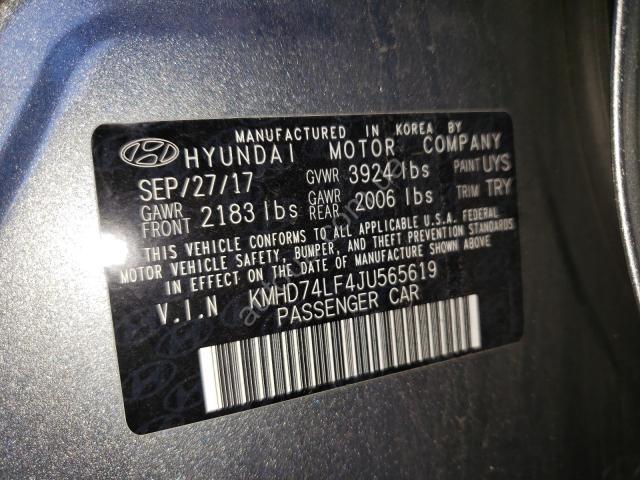 MANUFACTURED IN KOREA BY
HYUNDAI MOTOR COMPANY
SEP/27/17 GVWR 3924 lbs PAINT UYS
GAWR FRONT 2183 lbs GAWR REAR 2006 lbs TRIM TRY
THIS VEHICLE CONFORMS TO ALL APPLICABLE U.S.A. FEDERAL
MOTOR VEHICLE SAFETY, BUMPER, AND THEFT PREVENTION STANDARDS
IN EFFECT ON THE DATE OF MANUFACTURE SHOWN ABOVE.
V.I.N KMHD74LF4JU565619
PASSENGER CAR